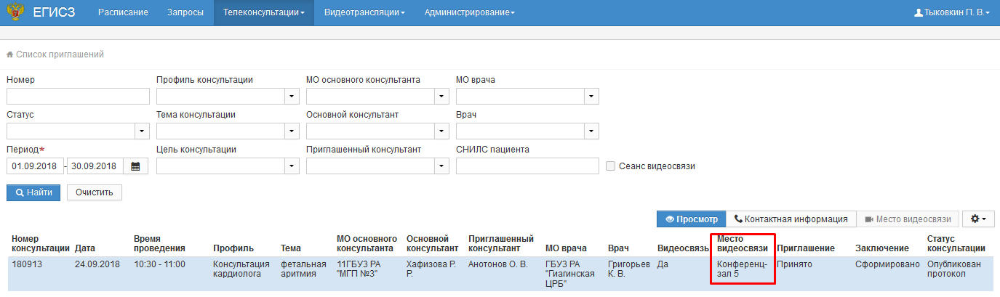 ЕГИСЗ Расписание Запросы Телеконсультации Видеотрансляции Администрирование Тыковкин П. В.
Список приглашений
Номер Профиль консультации МО основного консультанта МО врача
Статус Тема консультации Основной консультант Врач
Период* Цель консультации Приглашенный консультант СНИЛС пациента
01.09.2018 - 30.09.2018 Сеанс видеосвязи
Найти Очистить
Просмотр Контактная информация Место видеосвязи
Номер Время МО основного Основной Приглашенный Место Статус
консультации Дата проведения Профиль Тема консультанта консультант консультант МО врача Врач Видеосвязь видеосвязи Приглашение Заключение консультации
180913 24.09.2018 10:30 - 11:00 Консультация фетальная 11ГБУЗ РА Хафизова Р. Анотонов О. В. ГБУЗ РА Григорьев Да Конференц- Принято Сформировано Опубликован
кардиолога аритмия "МГП №3" Р. "Гиагинская К. В. зал 5 протокол
ЦРБ"